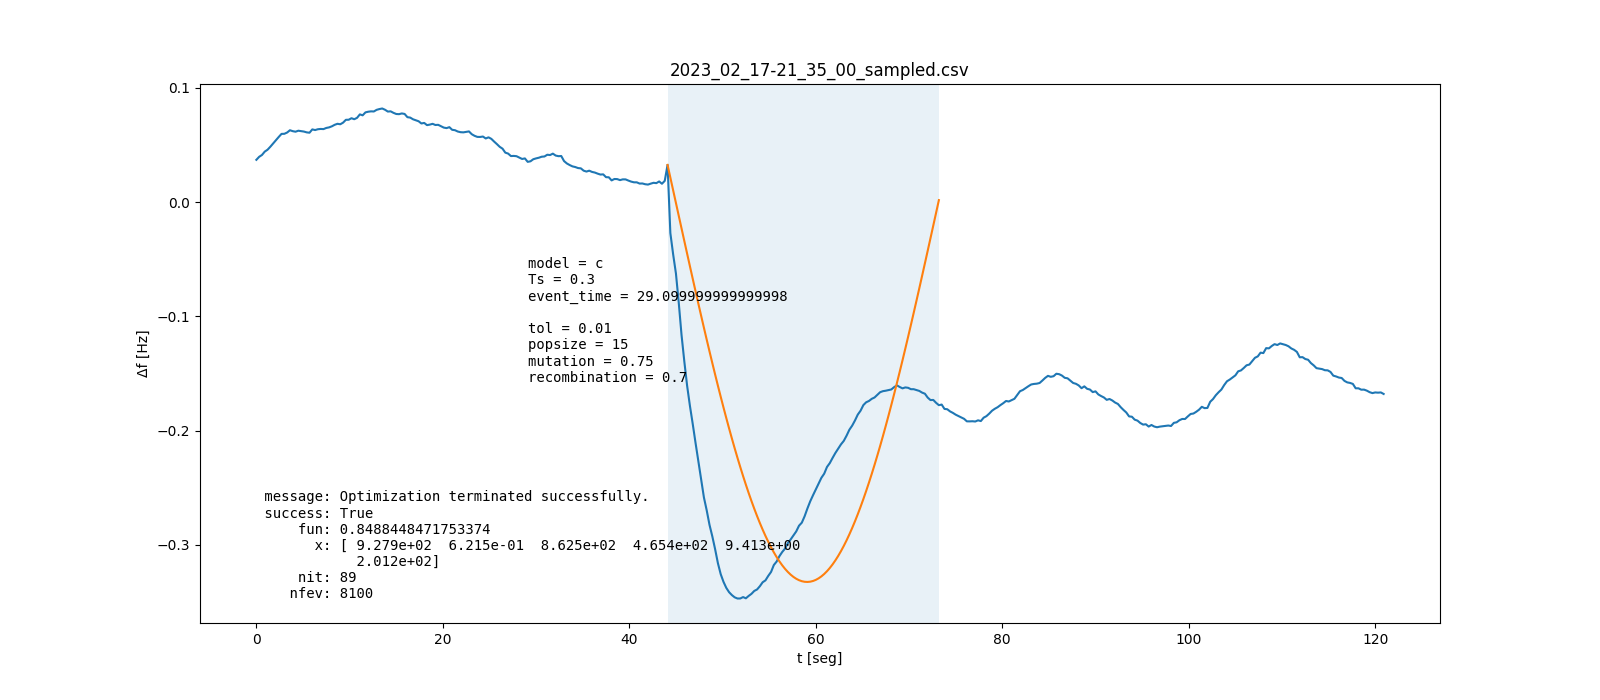 2023_02_17-21_35_00_sampled.csv
0.1
0.0
−0.1
−0.2
−0.3
Δf [Hz]
model = c
Ts = 0.3
event_time = 29.099999999999998
tol = 0.01
popsize = 15
mutation = 0.75
recombination = 0.7
message: Optimization terminated successfully.
success: True
fun: 0.8488448471753374
x: [ 9.279e+02 6.215e-01 8.625e+02 4.654e+02 9.413e+00
2.012e+02]
nit: 89
nfev: 8100
0 20 40 60 80 100 120
t [seg]